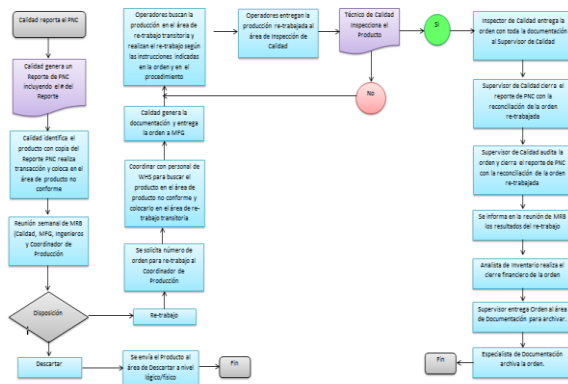 Calidad reporta el PNC
Calidad genera un
Reporte de PNC
incluyendo el # del
Reporte
Calidad identifica el
producto con copia del
Reporte PNC realiza
transacción y coloca en el
área de producto no
conforme
Reunión semanal de MRB
(Calidad, MFG, Ingenieros
y Coordinador de
Producción
Disposición
Descartar
Se envía el Producto al
área de Descartar a nivel
lógico/físico
Fin
Re-trabajo
Se solicita número de
orden para re-trabajo al
Coordinador de
Producción
Coordinar con personal de
WHS para buscar el
producto en el área de
producto no conforme y
colocarlo en el área de re-
trabajo transitoria
Calidad genera la
documentación y entrega
la orden a MFG
Operadores buscan la
producción en el área de
re-trabajo transitoria y
realizan el re-trabajo según
las instrucciones indicadas
en la orden y en el
procedimiento
Operadores entregan la
producción re-trabajada al
área de Inspección de
Calidad
Técnico de Calidad
Inspecciona el
Producto
No
Si
Inspector de Calidad entrega la
orden con toda la documentación
al Supervisor de Calidad
Supervisor de Calidad cierra el
reporte de PNC con la
reconciliación de la orden
re-trabajada
Supervisor de Calidad audita la
orden y cierra el reporte de PNC
con la reconciliación de la orden
re-trabajada
Se informa en la reunión de MRB
los resultados del re-trabajo
Analista de Inventario realiza el
cierre financiero de la orden
Supervisor entrega Orden al área
de Documentación para archivar.
Especialista de Documentación
archiva la orden.
Fin